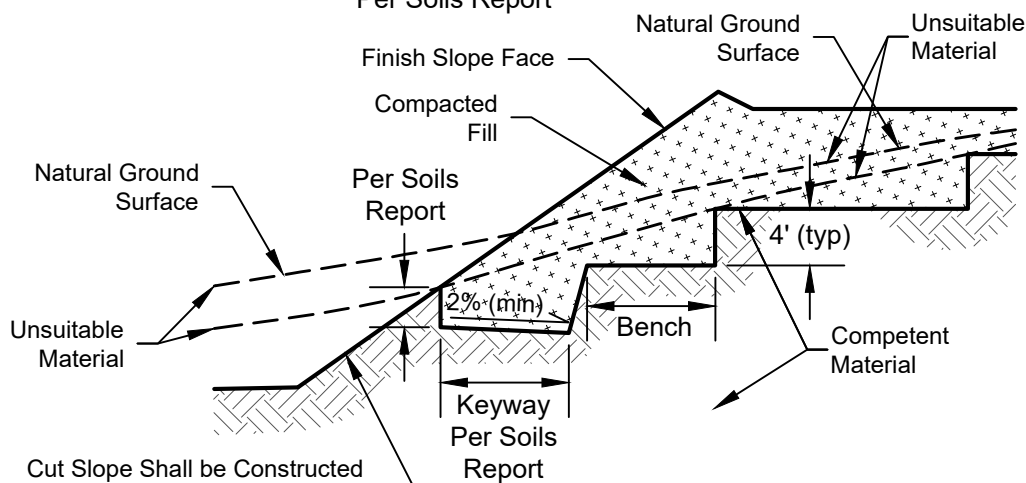 Per Soils Report
Natural Ground
Surface
Unsuitable
Material
Finish Slope Face
Compacted
Fill
Natural Ground
Surface
Per Soils
Report
4' (typ)
2% (min)
Bench
Unsuitable
Material
Competent
Material
Keyway
Per Soils
Report
Cut Slope Shall be Constructed